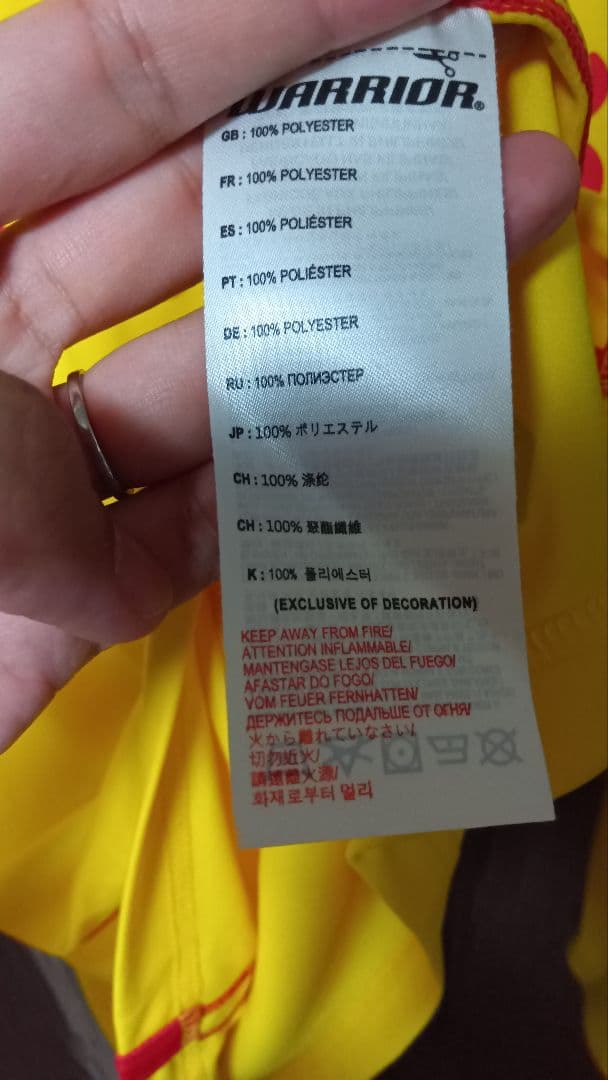 WARRIOR®
GB : 100% POLYESTER
FR : 100% POLYESTER
ES : 100% POLIÉSTER
PT : 100% POLIÉSTER
DE : 100% POLYESTER
RU : 100% ПОЛИЭСТЕР
JP : 100% ポリエステル
CH : 100% 涤纶
CH : 100% 聚酯纖維
K : 100% 폴리에스터
(EXCLUSIVE OF DECORATION)
KEEP AWAY FROM FIRE/
ATTENTION INFLAMMABLE/
MANTENGASE LEJOS DEL FUEGO/
AFASTAR DO FOGO/
VOM FEUER FERNHATTEN/
ДЕРЖИТЕСЬ ПОДАЛЬШЕ ОТ ОГНЯ/
火から離れていなさい/
切勿近火/
請遠離火源/
화재로부터 멀리